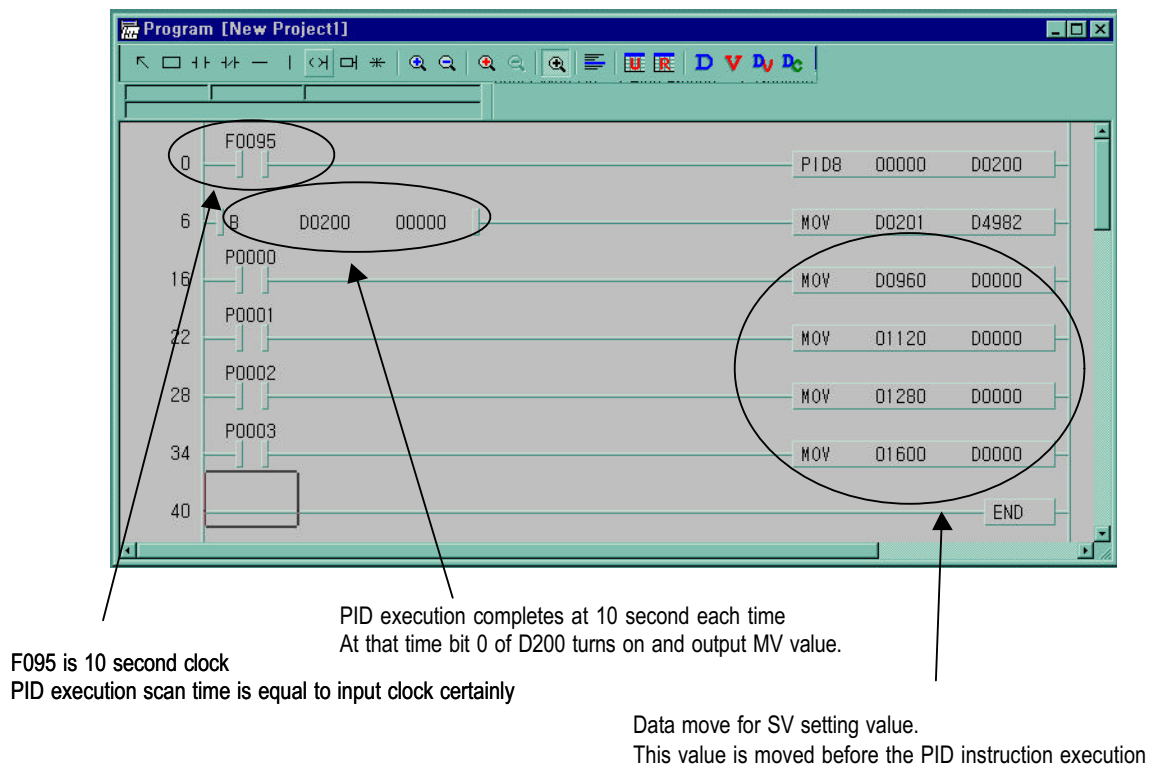 Program [New Project1]
U R D V DV DC
F0095
0 PID8 00000 D0200
6 B D0200 00000 MOV D0201 D4982
P0000
16 MOV D0960 D0000
P0001
22 MOV 01120 D0000
P0002
28 MOV 01280 D0000
P0003
34 MOV 01600 D0000
40 END
PID execution completes at 10 second each time
At that time bit 0 of D200 turns on and output MV value.
F095 is 10 second clock
PID execution scan time is equal to input clock certainly
Data move for SV setting value.
This value is moved before the PID instruction execution